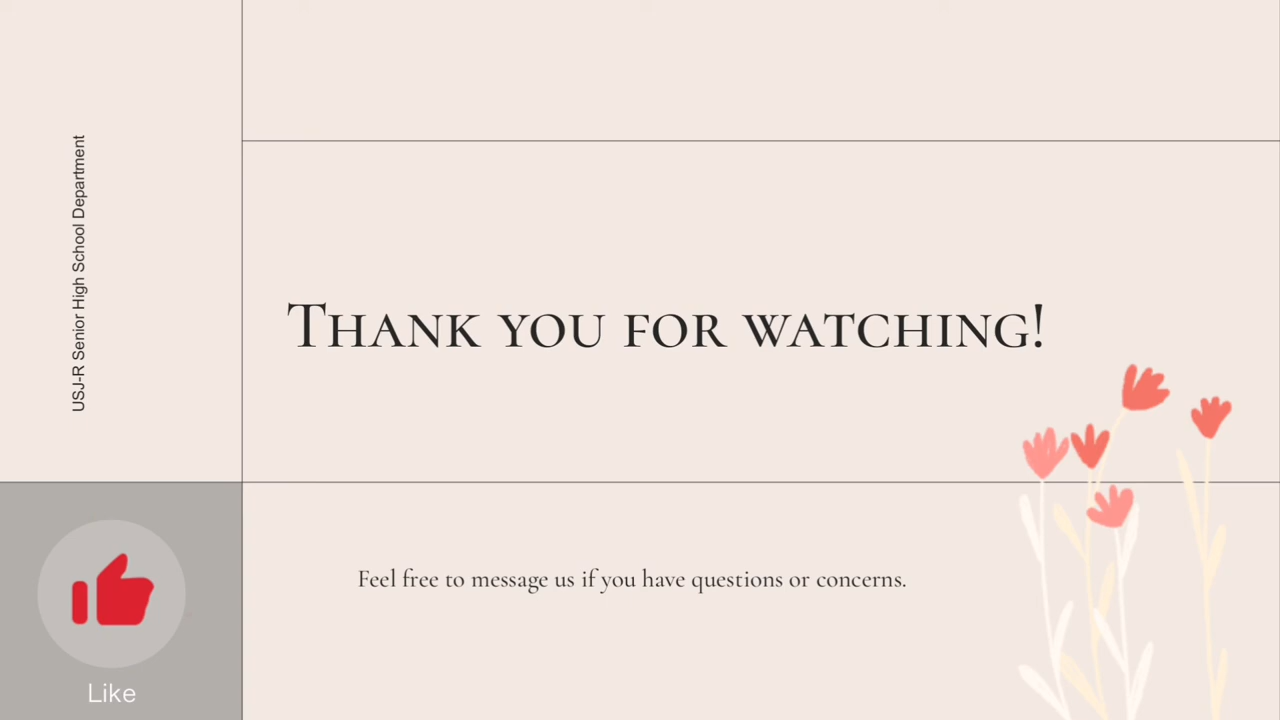 USJ-R Senior High School Department
Thank you for watching!
Feel free to message us if you have questions or concerns.
Like